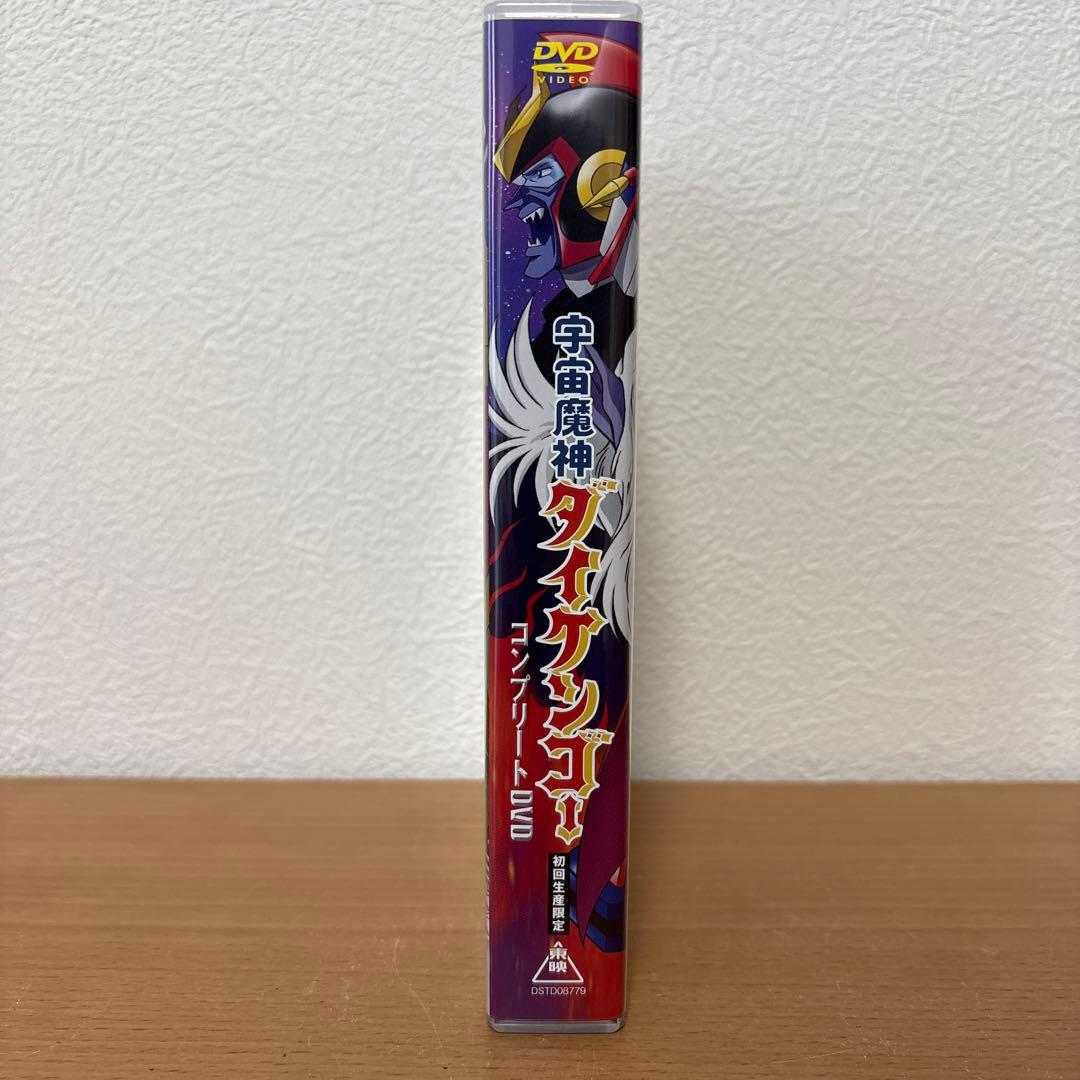 DVD
VIDEO
宇宙魔神
ダイケンゴー
コンプリートDVD
初回生産限定
東映
DSTD08779